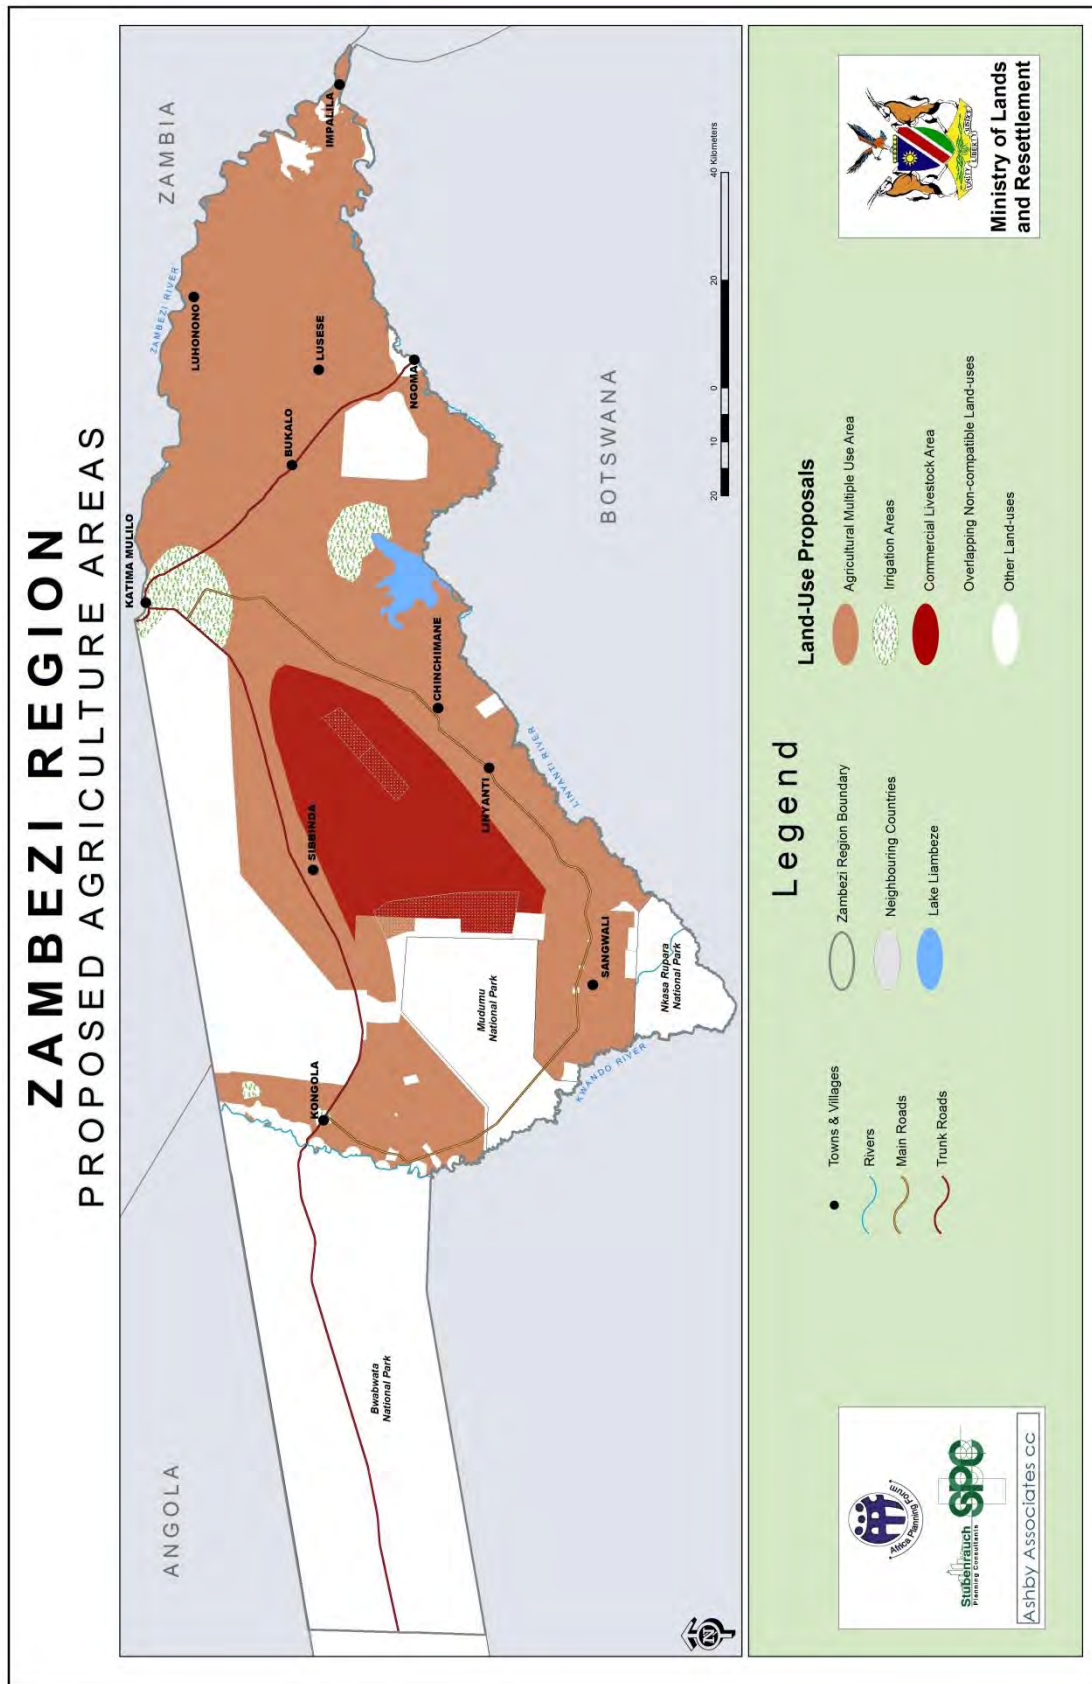 ZAMBEZI REGION
PROPOSED AGRICULTURE AREAS
ANGOLA
ZAMBIA
BOTSWANA
ZAMBEZI RIVER
KATIMA MULILO
LUHONONO
IMPALILA
BUKALO
LUSESE
NGOMA
SIBBINDA
KONGOLA
CHINCHIMANE
LINYANTI
LINYANTI RIVER
SANGWALI
KWANDO RIVER
Bwabwata
National Park
Mudumu
National Park
Nkasa Rupara
National Park
N
20 10 0 20 40 Kilometers
Legend
Towns & Villages
Rivers
Main Roads
Trunk Roads
Zambezi Region Boundary
Neighbouring Countries
Lake Liambeze
Land-Use Proposals
Agricultural Multiple Use Area
Irrigation Areas
Commercial Livestock Area
Overlapping Non-compatible Land-uses
Other Land-uses
Africa Planning Forum
Stubenrauch
Planning Consultants
SPC
Ashby Associates cc
UNITY LIBERTY JUSTICE
Ministry of Lands
and Resettlement